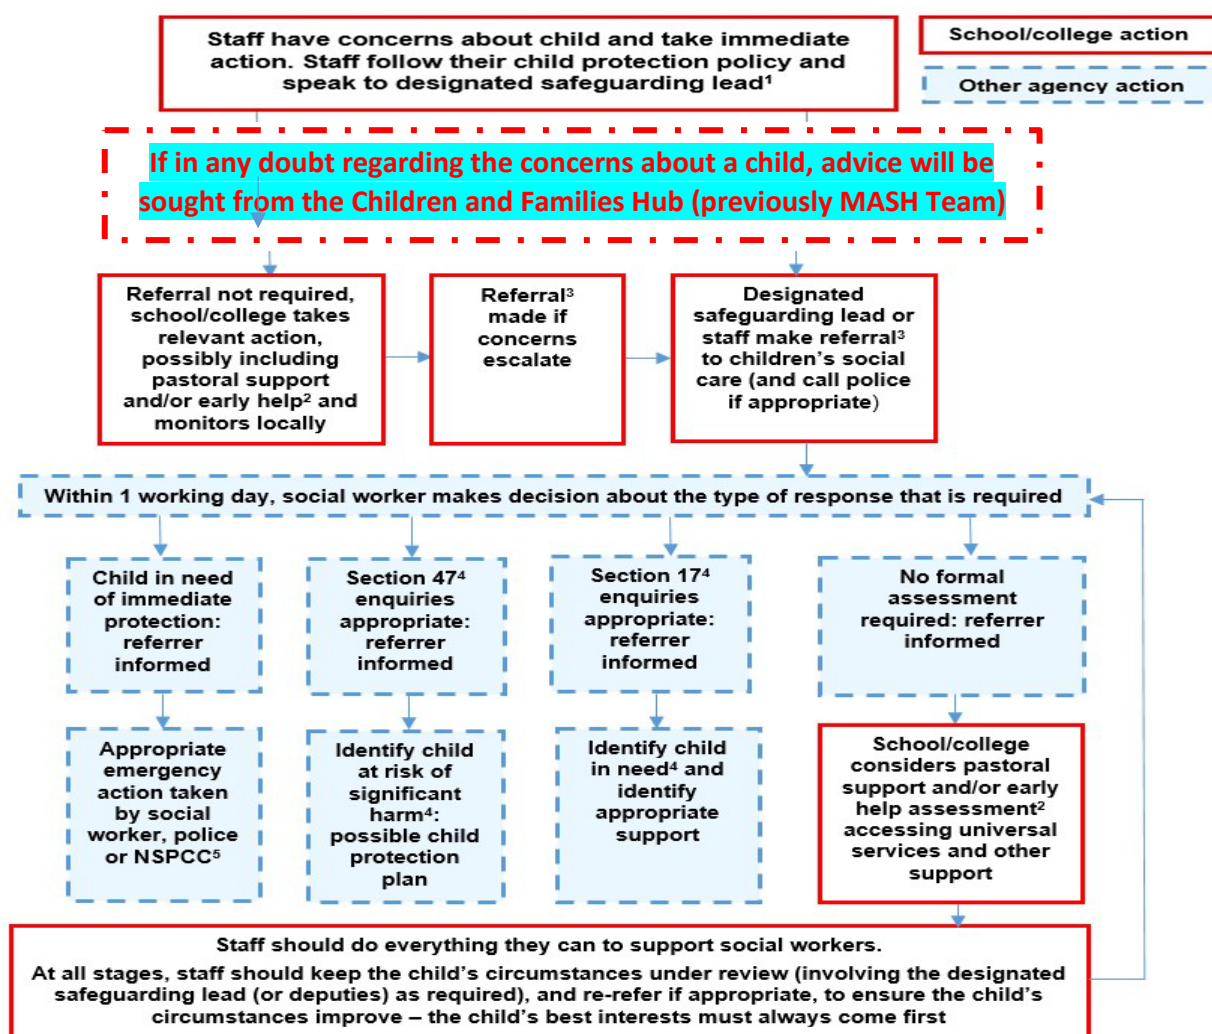 Staff have concerns about child and take immediate
action. Staff follow their child protection policy and
speak to designated safeguarding lead¹
School/college action
Other agency action
If in any doubt regarding the concerns about a child, advice will be
sought from the Children and Families Hub (previously MASH Team)
Referral not required,
school/college takes
relevant action,
possibly including
pastoral support
and/or early help² and
monitors locally
Referral³
made if
concerns
escalate
Designated
safeguarding lead or
staff make referral³
to children’s social
care (and call police
if appropriate)
Within 1 working day, social worker makes decision about the type of response that is required
Child in need
of immediate
protection:
referrer
informed
Section 47⁴
enquiries
appropriate:
referrer
informed
Section 17⁴
enquiries
appropriate:
referrer
informed
No formal
assessment
required: referrer
informed
Appropriate
emergency
action taken
by social
worker, police
or NSPCC⁵
Identify child
at risk of
significant
harm⁴:
possible child
protection
plan
Identify child
in need⁴ and
identify
appropriate
support
School/college
considers pastoral
support and/or early
help assessment²
accessing universal
services and other
support
Staff should do everything they can to support social workers.
At all stages, staff should keep the child’s circumstances under review (involving the designated
safeguarding lead (or deputies) as required), and re-refer if appropriate, to ensure the child’s
circumstances improve – the child’s best interests must always come first